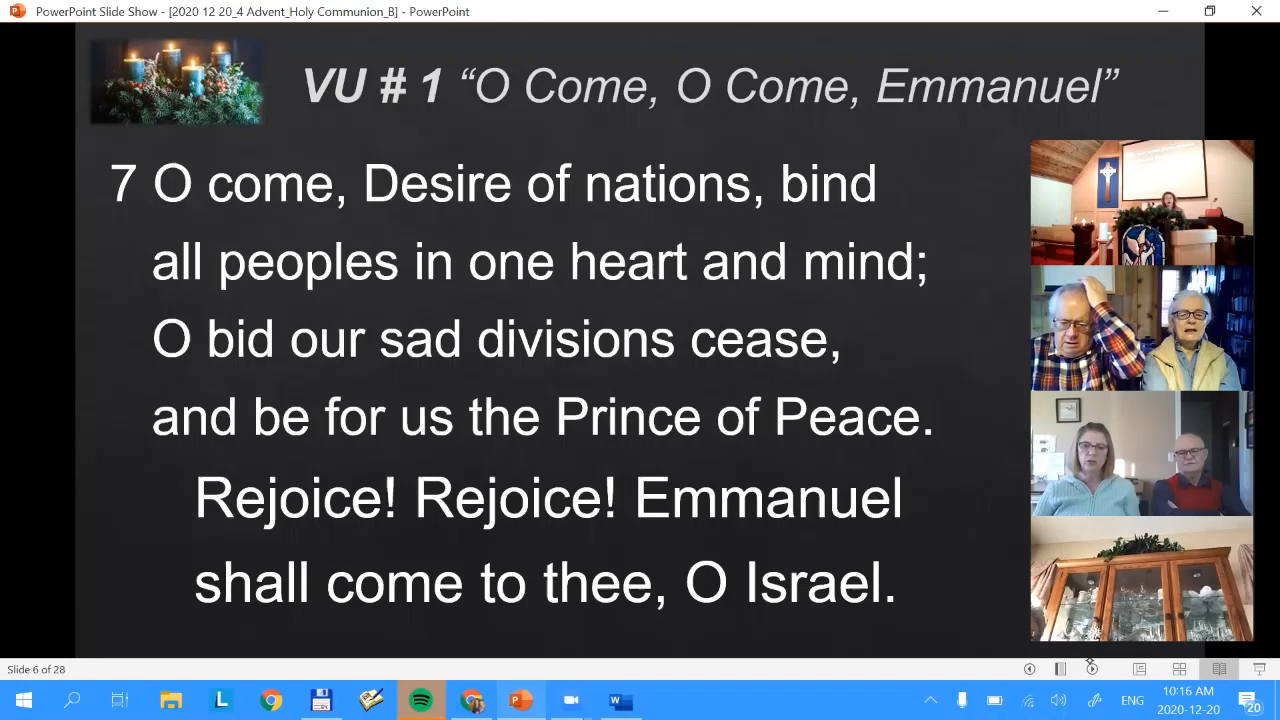 PowerPoint Slide Show - [2020 12 20_4 Advent_Holy Communion_B] - PowerPoint
VU # 1 “O Come, O Come, Emmanuel”
7 O come, Desire of nations, bind
all peoples in one heart and mind;
O bid our sad divisions cease,
and be for us the Prince of Peace.
Rejoice! Rejoice! Emmanuel
shall come to thee, O Israel.
Slide 6 of 28
ENG
10:16 AM
2020-12-20
20